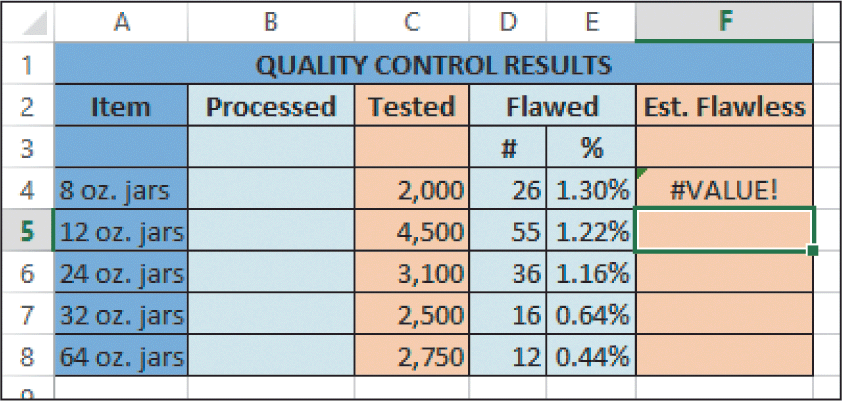 A B C D E F
1 QUALITY CONTROL RESULTS
2 Item Processed Tested Flawed Est. Flawless
3 # %
4 8 oz. jars 2,000 26 1.30% #VALUE!
5 12 oz. jars 4,500 55 1.22%
6 24 oz. jars 3,100 36 1.16%
7 32 oz. jars 2,500 16 0.64%
8 64 oz. jars 2,750 12 0.44%
9